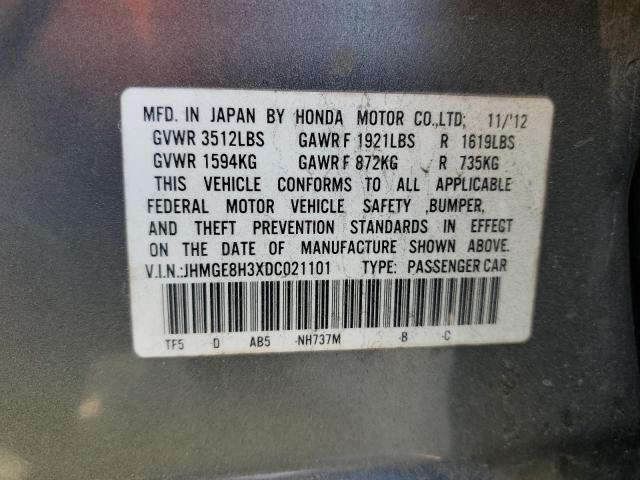 MFD. IN JAPAN BY HONDA MOTOR CO.,LTD; 11/'12
GVWR 3512LBS GAWR F 1921LBS R 1619LBS
GVWR 1594KG GAWR F 872KG R 735KG
THIS VEHICLE CONFORMS TO ALL APPLICABLE
FEDERAL MOTOR VEHICLE SAFETY ,BUMPER,
AND THEFT PREVENTION STANDARDS IN EFFECT
ON THE DATE OF MANUFACTURE SHOWN ABOVE.
V.I.N.:JHMGE8H3XDC021101 TYPE: PASSENGER CAR
TF5 D AB5 -NH737M -B -C